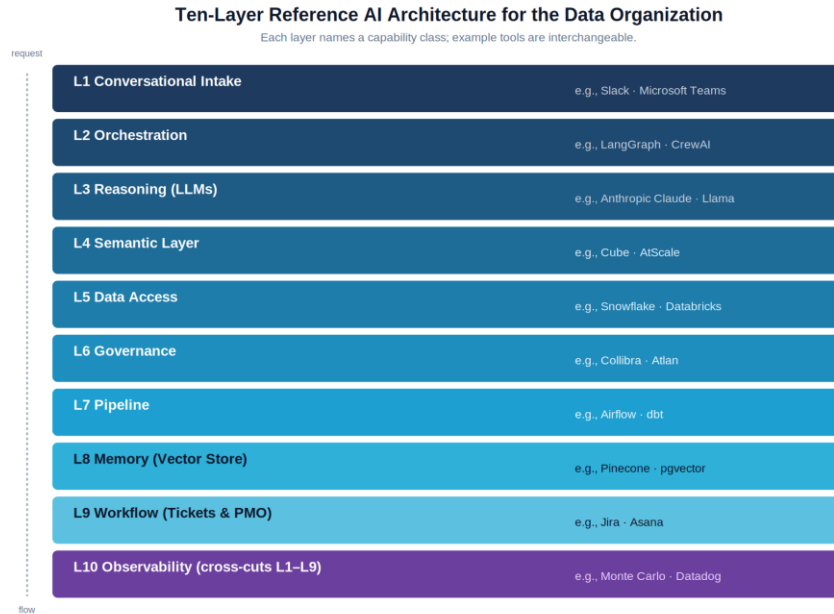 Ten-Layer Reference AI Architecture for the Data Organization
Each layer names a capability class; example tools are interchangeable.
request
L1 Conversational Intake
e.g., Slack · Microsoft Teams
L2 Orchestration
e.g., LangGraph · CrewAI
L3 Reasoning (LLMs)
e.g., Anthropic Claude · Llama
L4 Semantic Layer
e.g., Cube · AtScale
L5 Data Access
e.g., Snowflake · Databricks
L6 Governance
e.g., Collibra · Atlan
L7 Pipeline
e.g., Airflow · dbt
L8 Memory (Vector Store)
e.g., Pinecone · pgvector
L9 Workflow (Tickets & PMO)
e.g., Jira · Asana
L10 Observability (cross-cuts L1–L9)
e.g., Monte Carlo · Datadog
flow